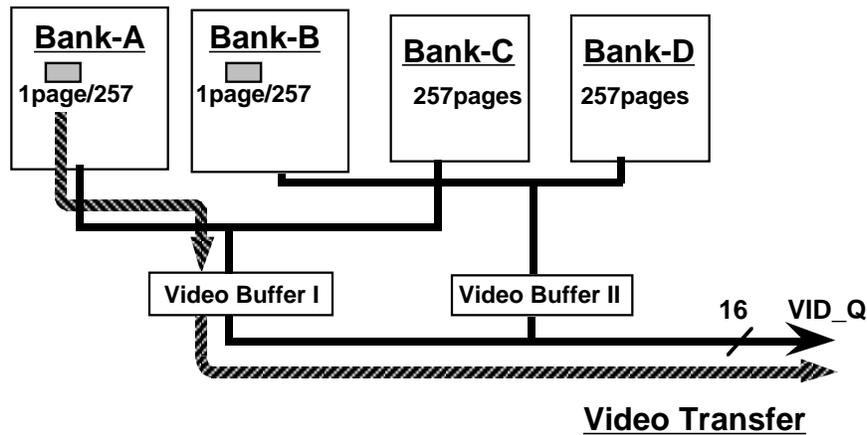 Bank-A
1page/257
Bank-B
1page/257
Bank-C
257pages
Bank-D
257pages
Video Buffer I
Video Buffer II
16
VID_Q
Video Transfer